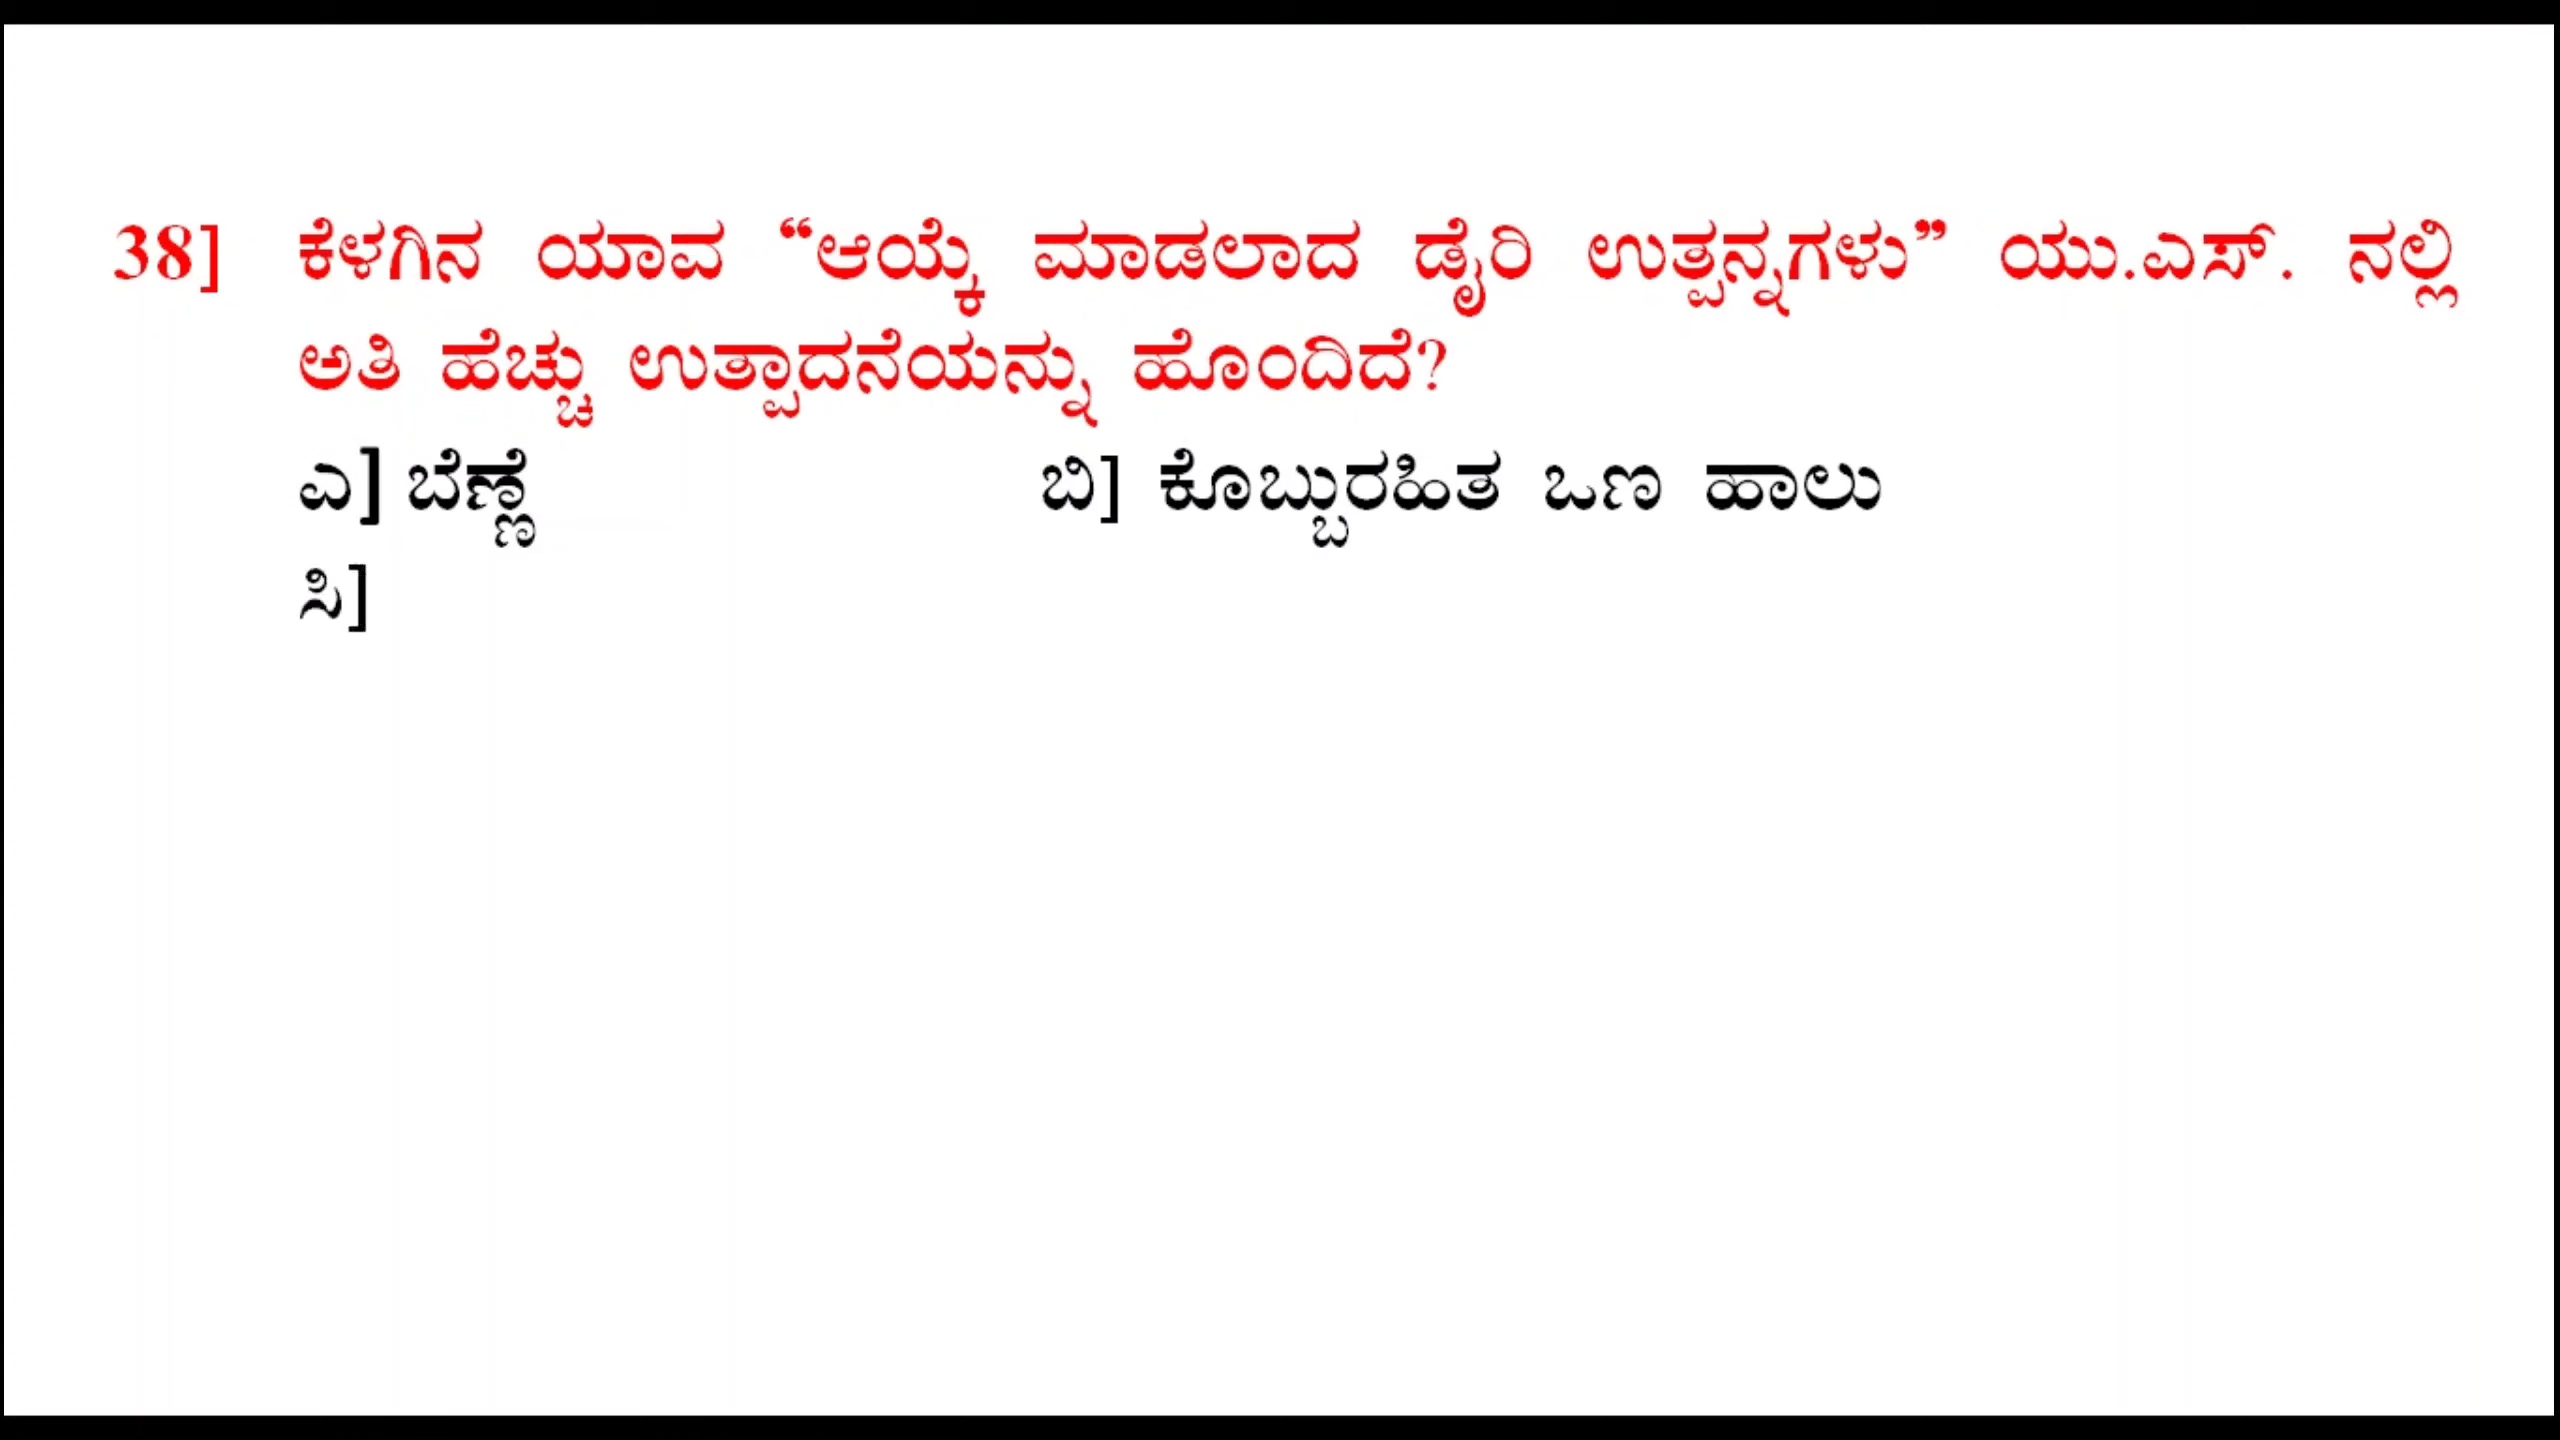 38] ಕೆಳಗಿನ ಯಾವ “ಆಯ್ಕೆ ಮಾಡಲಾದ ಡೈರಿ ಉತ್ಪನ್ನಗಳು” ಯು.ಎಸ್. ನಲ್ಲಿ
ಅತಿ ಹೆಚ್ಚು ಉತ್ಪಾದನೆಯನ್ನು ಹೊಂದಿದೆ?
ಎ] ಬೆಣ್ಣೆ ಬಿ] ಕೊಬ್ಬುರಹಿತ ಒಣ ಹಾಲು
ಸಿ]